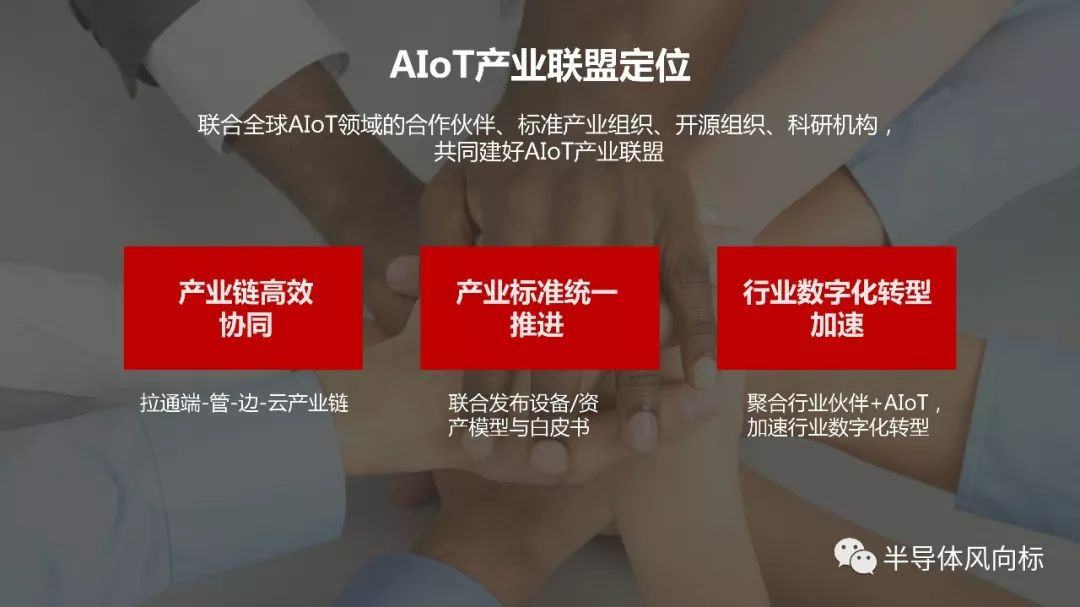 AIoT产业联盟定位
联合全球AIoT领域的合作伙伴、标准产业组织、开源组织、科研机构，
共同建好AIoT产业联盟
产业链高效
协同
拉通端-管-边-云产业链
产业标准统一
推进
联合发布设备/资
产模型与白皮书
行业数字化转型
加速
聚合行业伙伴+AIoT，
加速行业数字化转型
半导体风向标